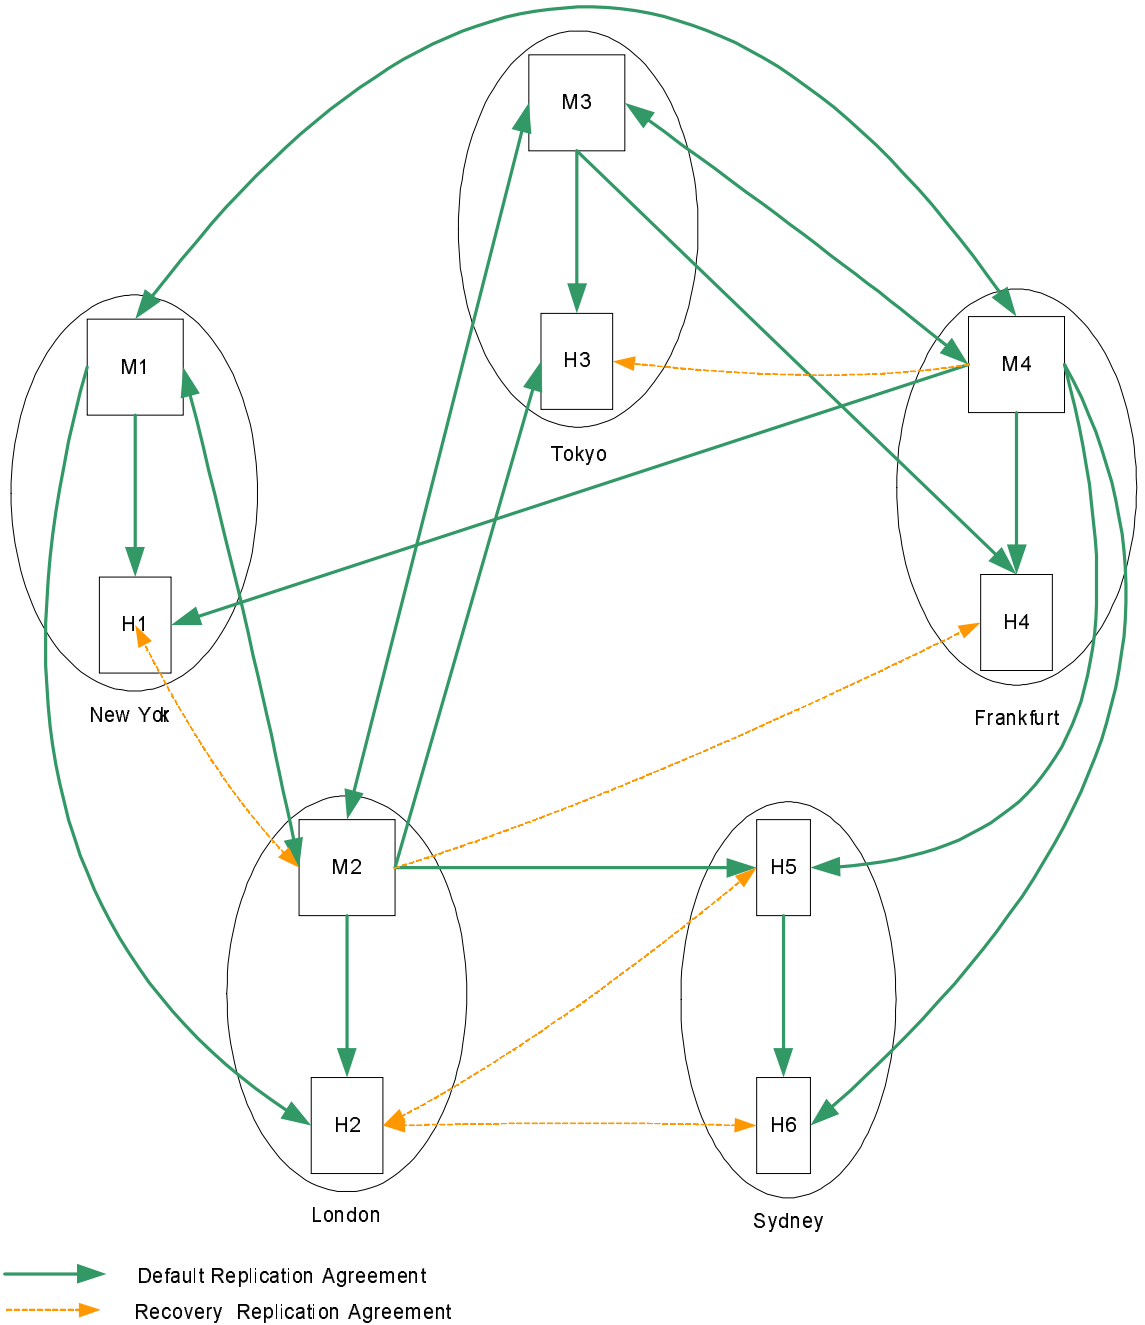 M3
M1
H3
M4
Tokyo
H1
H4
New York
Frankfurt
M2
H5
H2
H6
London
Sydney
Default Replication Agreement
Recovery Replication Agreement